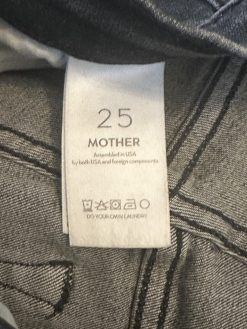 25
MOTHER
Assembled in USA
by both USA and foreign components
DO YOUR OWN LAUNDRY